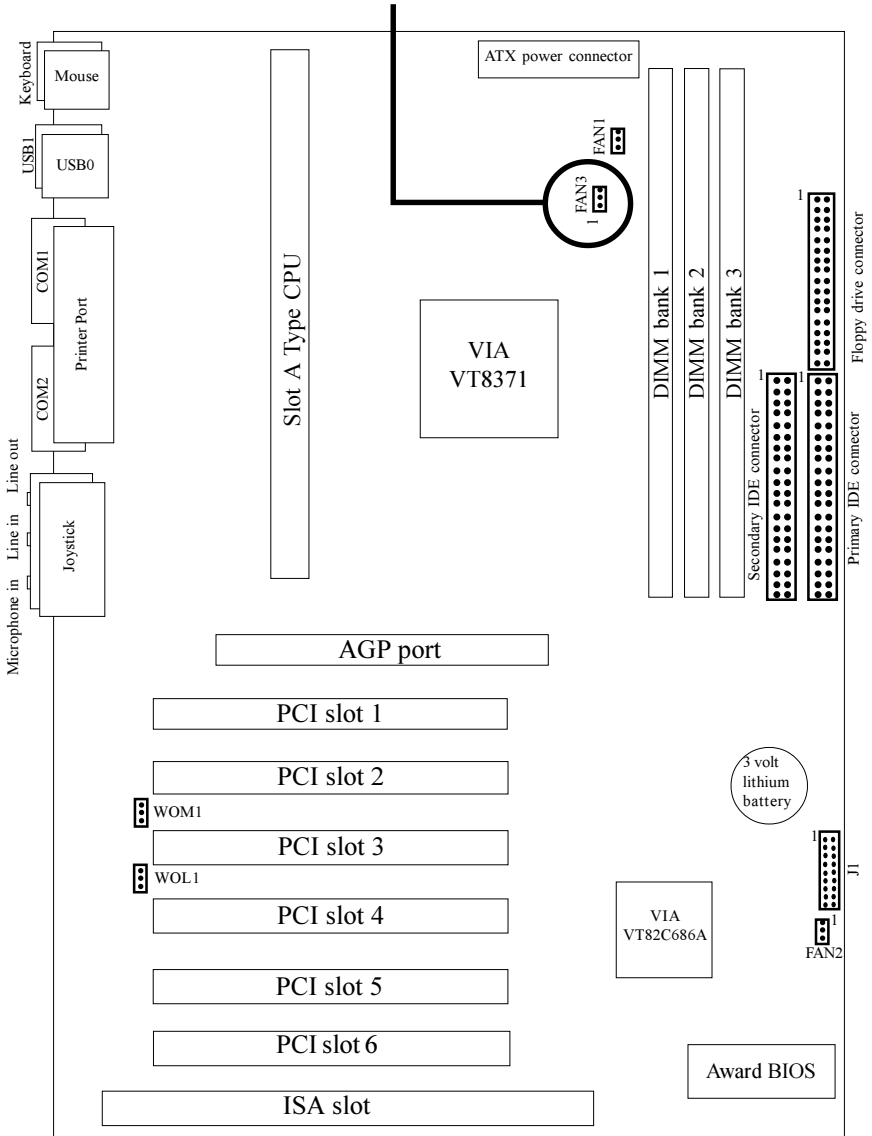 ATX power connector
Keyboard
Mouse
USB1
USB0
FAN1
FAN3
1
1
COM1
Printer Port
COM2
Slot A Type CPU
VIA
VT8371
DIMM bank 1
DIMM bank 2
DIMM bank 3
Floppy drive connector
1
1
Secondary IDE connector
Primary IDE connector
Line out
Line in
Microphone in
Joystick
AGP port
PCI slot 1
PCI slot 2
3 volt
lithium
battery
WOM1
PCI slot 3
1
J1
WOL1
PCI slot 4
VIA
VT82C686A
1
FAN2
PCI slot 5
PCI slot 6
Award BIOS
ISA slot